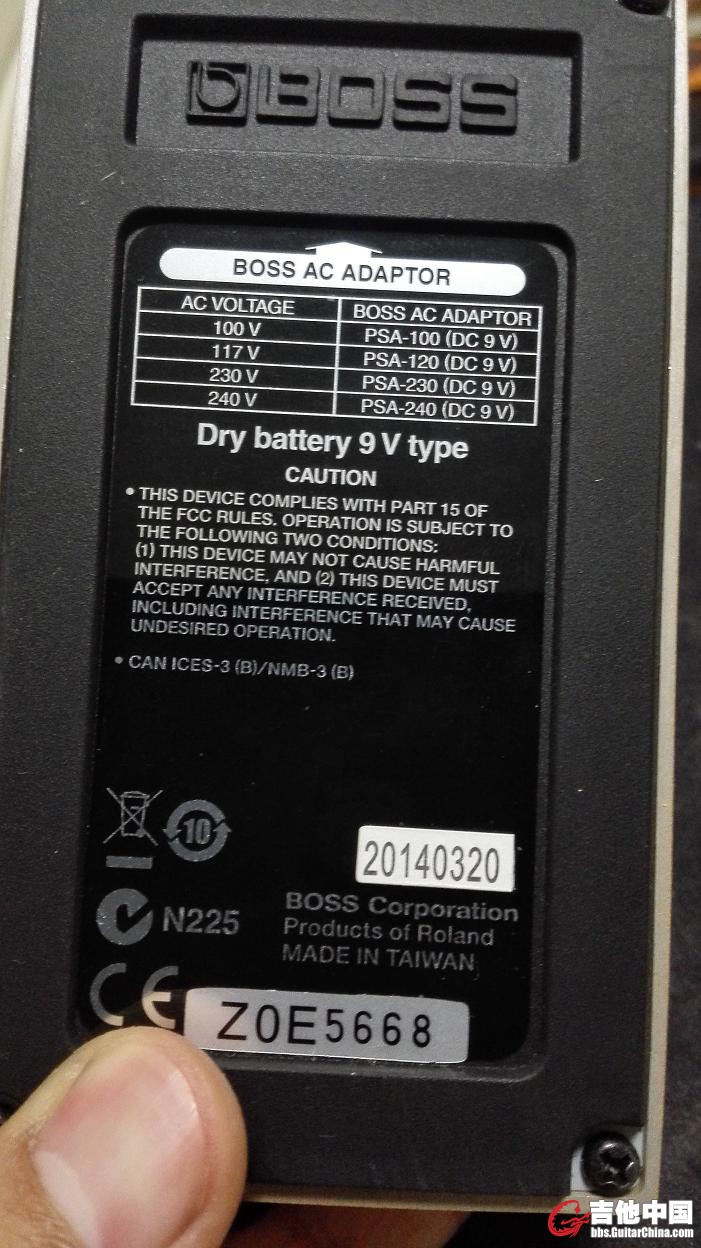 BOSS
BOSS AC ADAPTOR
AC VOLTAGE BOSS AC ADAPTOR
100 V PSA-100 (DC 9 V)
117 V PSA-120 (DC 9 V)
230 V PSA-230 (DC 9 V)
240 V PSA-240 (DC 9 V)
Dry battery 9 V type
CAUTION
• THIS DEVICE COMPLIES WITH PART 15 OF
THE FCC RULES. OPERATION IS SUBJECT TO
THE FOLLOWING TWO CONDITIONS:
(1) THIS DEVICE MAY NOT CAUSE HARMFUL
INTERFERENCE, AND (2) THIS DEVICE MUST
ACCEPT ANY INTERFERENCE RECEIVED,
INCLUDING INTERFERENCE THAT MAY CAUSE
UNDESIRED OPERATION.
• CAN ICES-3 (B)/NMB-3 (B)
10
20140320
N225
BOSS Corporation
Products of Roland
MADE IN TAIWAN
CE
Z0E5668
吉他中国
bbs.GuitarChina.com